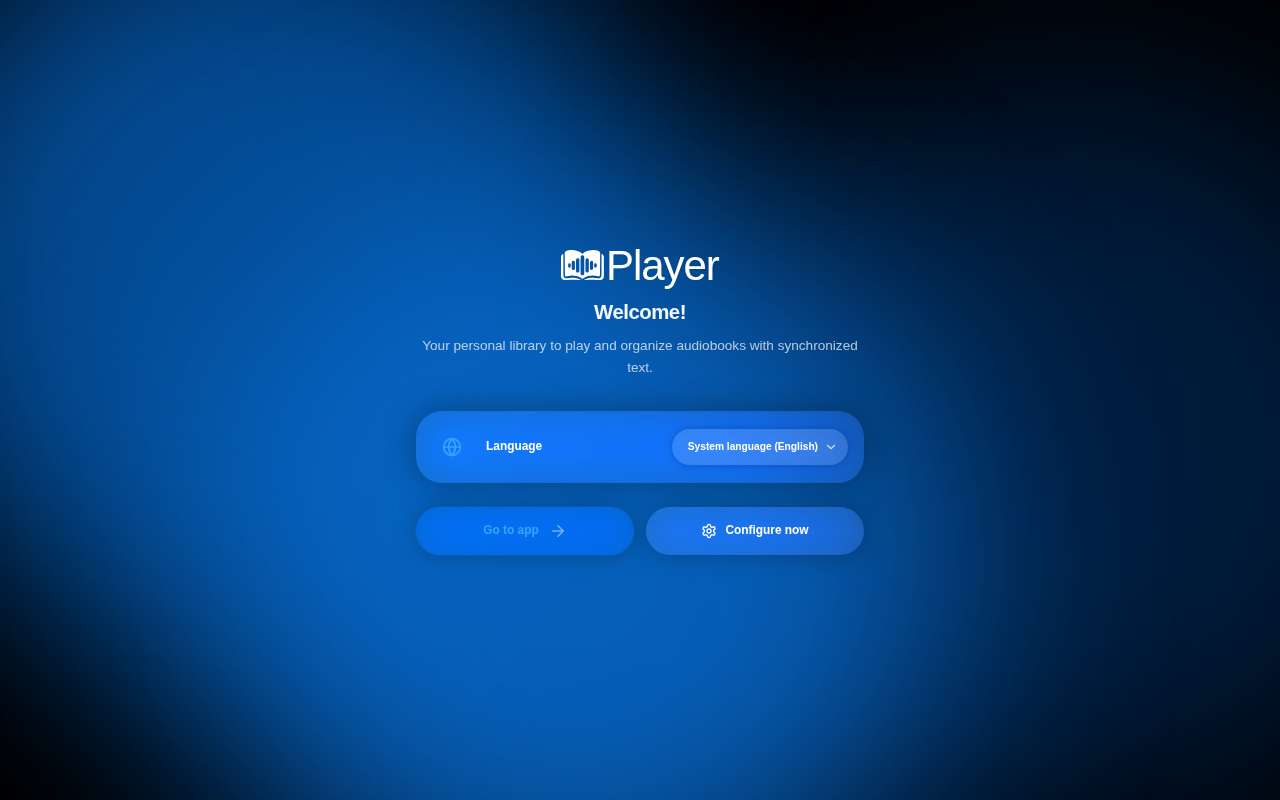 Player
Welcome!
Your personal library to play and organize audiobooks with synchronized
text.
Language
System language (English)
Go to app
Configure now